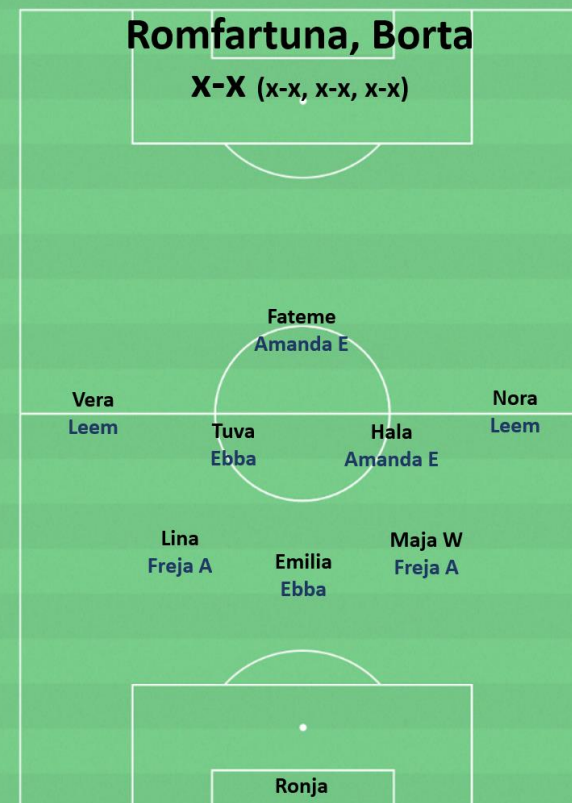 Romfartuna, Borta
x-x (x-x, x-x, x-x)
Fateme
Amanda E
Vera
Leem
Nora
Leem
Tuva
Ebba
Hala
Amanda E
Lina
Freja A
Emilia
Ebba
Maja W
Freja A
Ronja